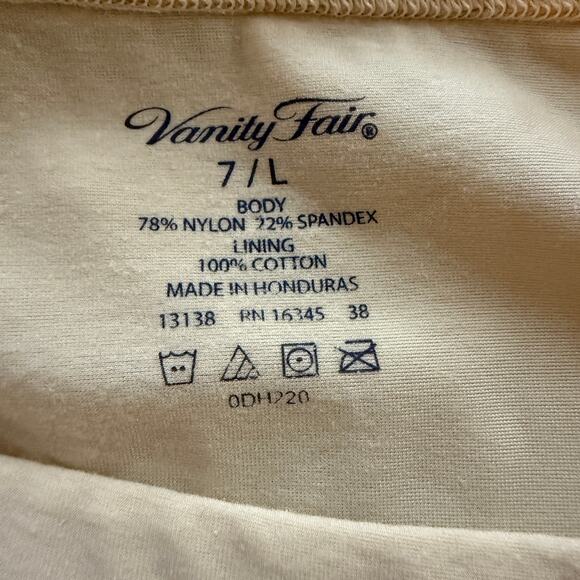 Vanity Fair®
7 / L
BODY
78% NYLON 22% SPANDEX
LINING
100% COTTON
MADE IN HONDURAS
13138 RN 16345 38
0DH220